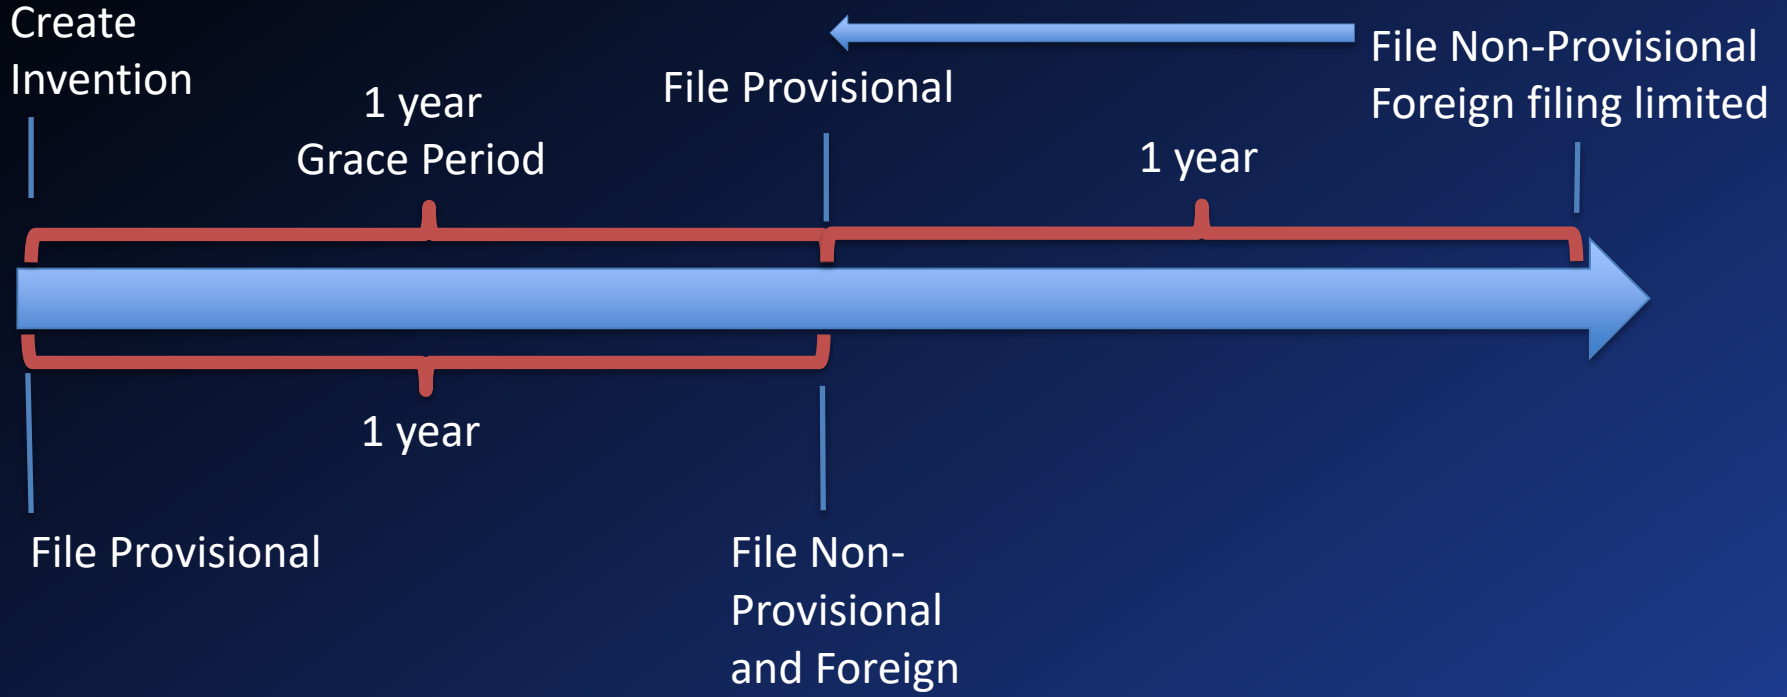 Create
Invention
1 year
Grace Period
File Provisional
1 year
File Non-Provisional
Foreign filing limited
1 year
File Provisional
File Non-
Provisional
and Foreign